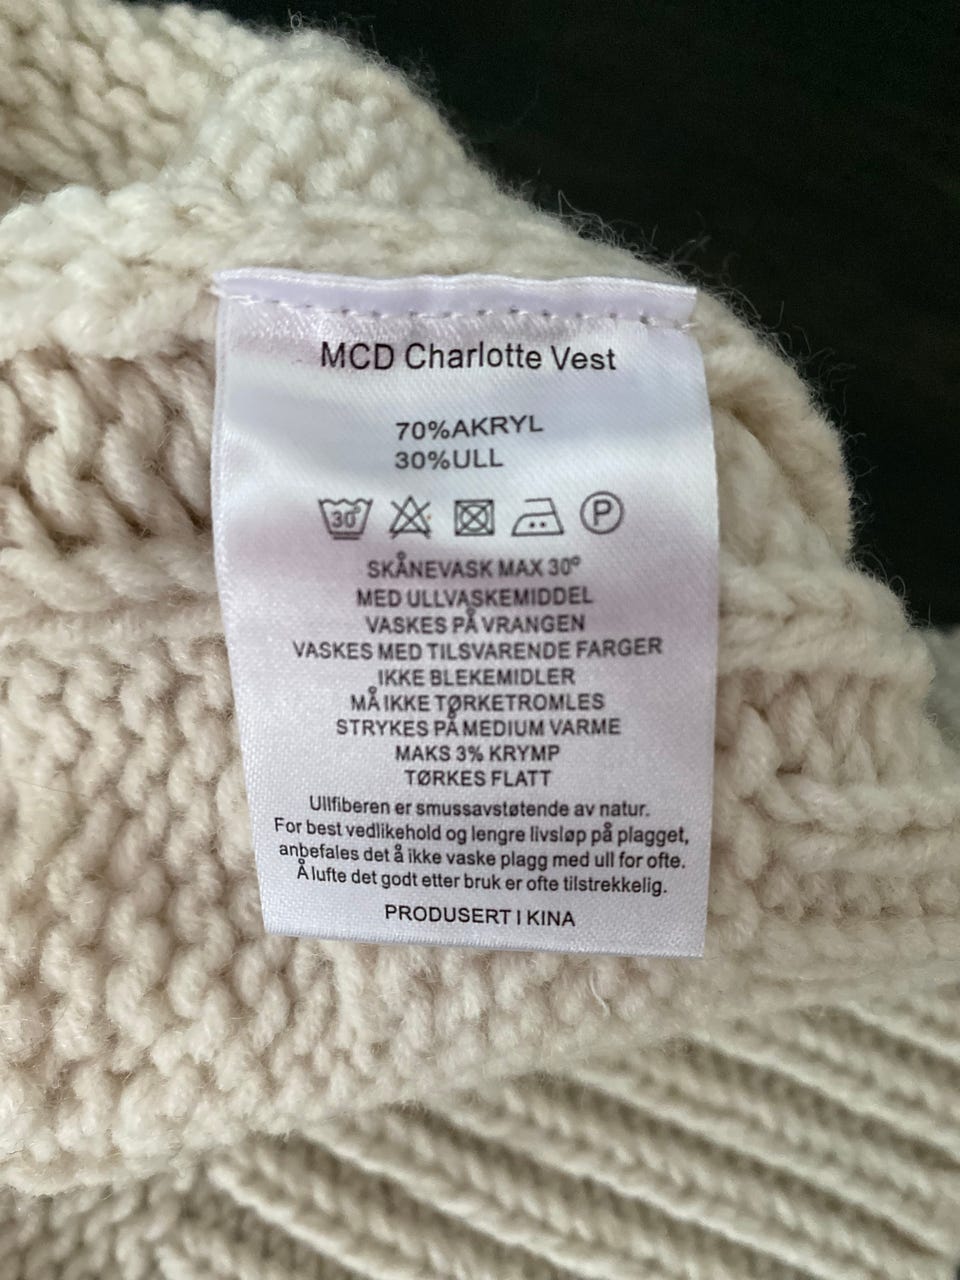 MCD Charlotte Vest
70%AKRYL
30%ULL
30° P
SKÅNEVASK MAX 30°
MED ULLVASKEMIDDEL
VASKES PÅ VRANGEN
VASKES MED TILSVARENDE FARGER
IKKE BLEKEMIDLER
MÅ IKKE TØRKETROMLES
STRYKES PÅ MEDIUM VARME
MAKS 3% KRYMP
TØRKES FLATT
Ullfiberen er smussavstøtende av natur.
For best vedlikehold og lengre livsløp på plagget,
anbefales det å ikke vaske plagg med ull for ofte.
Å lufte det godt etter bruk er ofte tilstrekkelig.
PRODUSERT I KINA